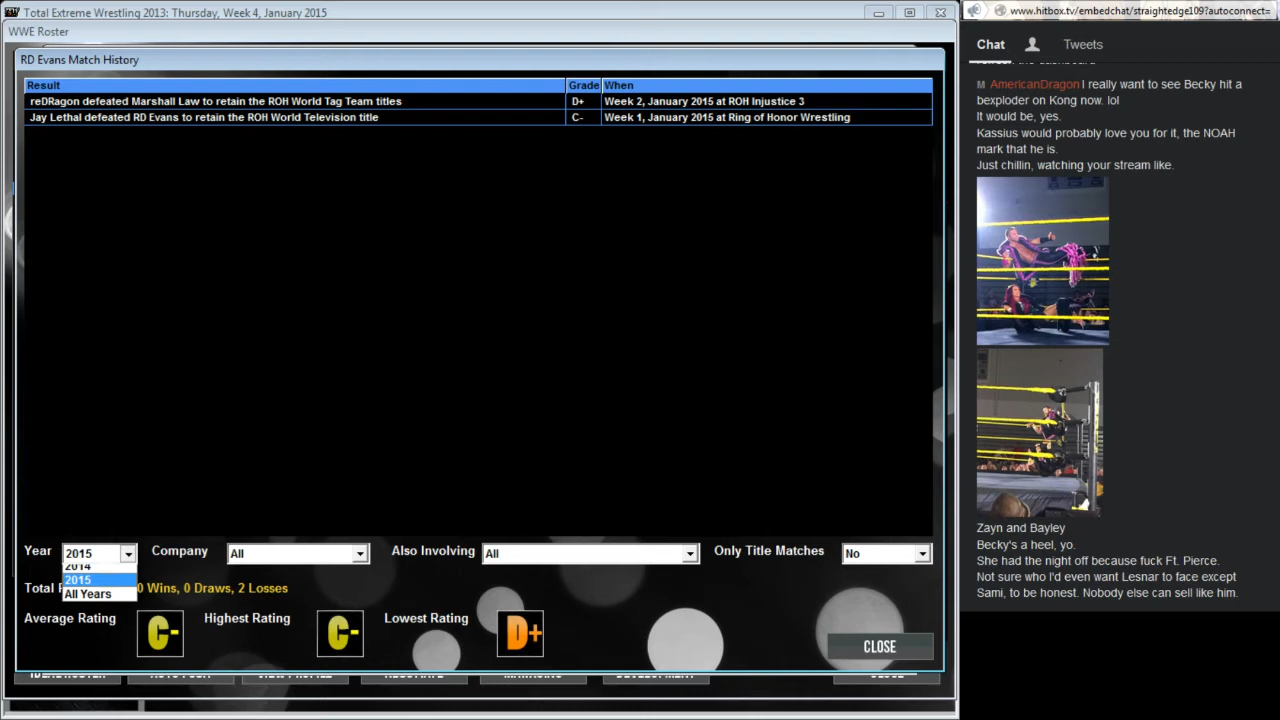 Total Extreme Wrestling 2013: Thursday, Week 4, January 2015
WWE Roster
RD Evans Match History
Result Grade When
reDRagon defeated Marshall Law to retain the ROH World Tag Team titles D+ Week 2, January 2015 at ROH Injustice 3
Jay Lethal defeated RD Evans to retain the ROH World Television title C- Week 1, January 2015 at Ring of Honor Wrestling
Year 2015 Company All Also Involving All Only Title Matches No
2014
2015
All Years
Total 0 Wins, 0 Draws, 2 Losses
Average Rating C- Highest Rating C- Lowest Rating D+
CLOSE
www.hitbox.tv/embedchat/straightedge109?autoconnect=
Chat Tweets
M AmericanDragon I really want to see Becky hit a
bexploder on Kong now. lol
It would be, yes.
Kassius would probably love you for it, the NOAH
mark that he is.
Just chillin, watching your stream like.
Zayn and Bayley
Becky's a heel, yo.
She had the night off because fuck Ft. Pierce.
Not sure who I'd even want Lesnar to face except
Sami, to be honest. Nobody else can sell like him.